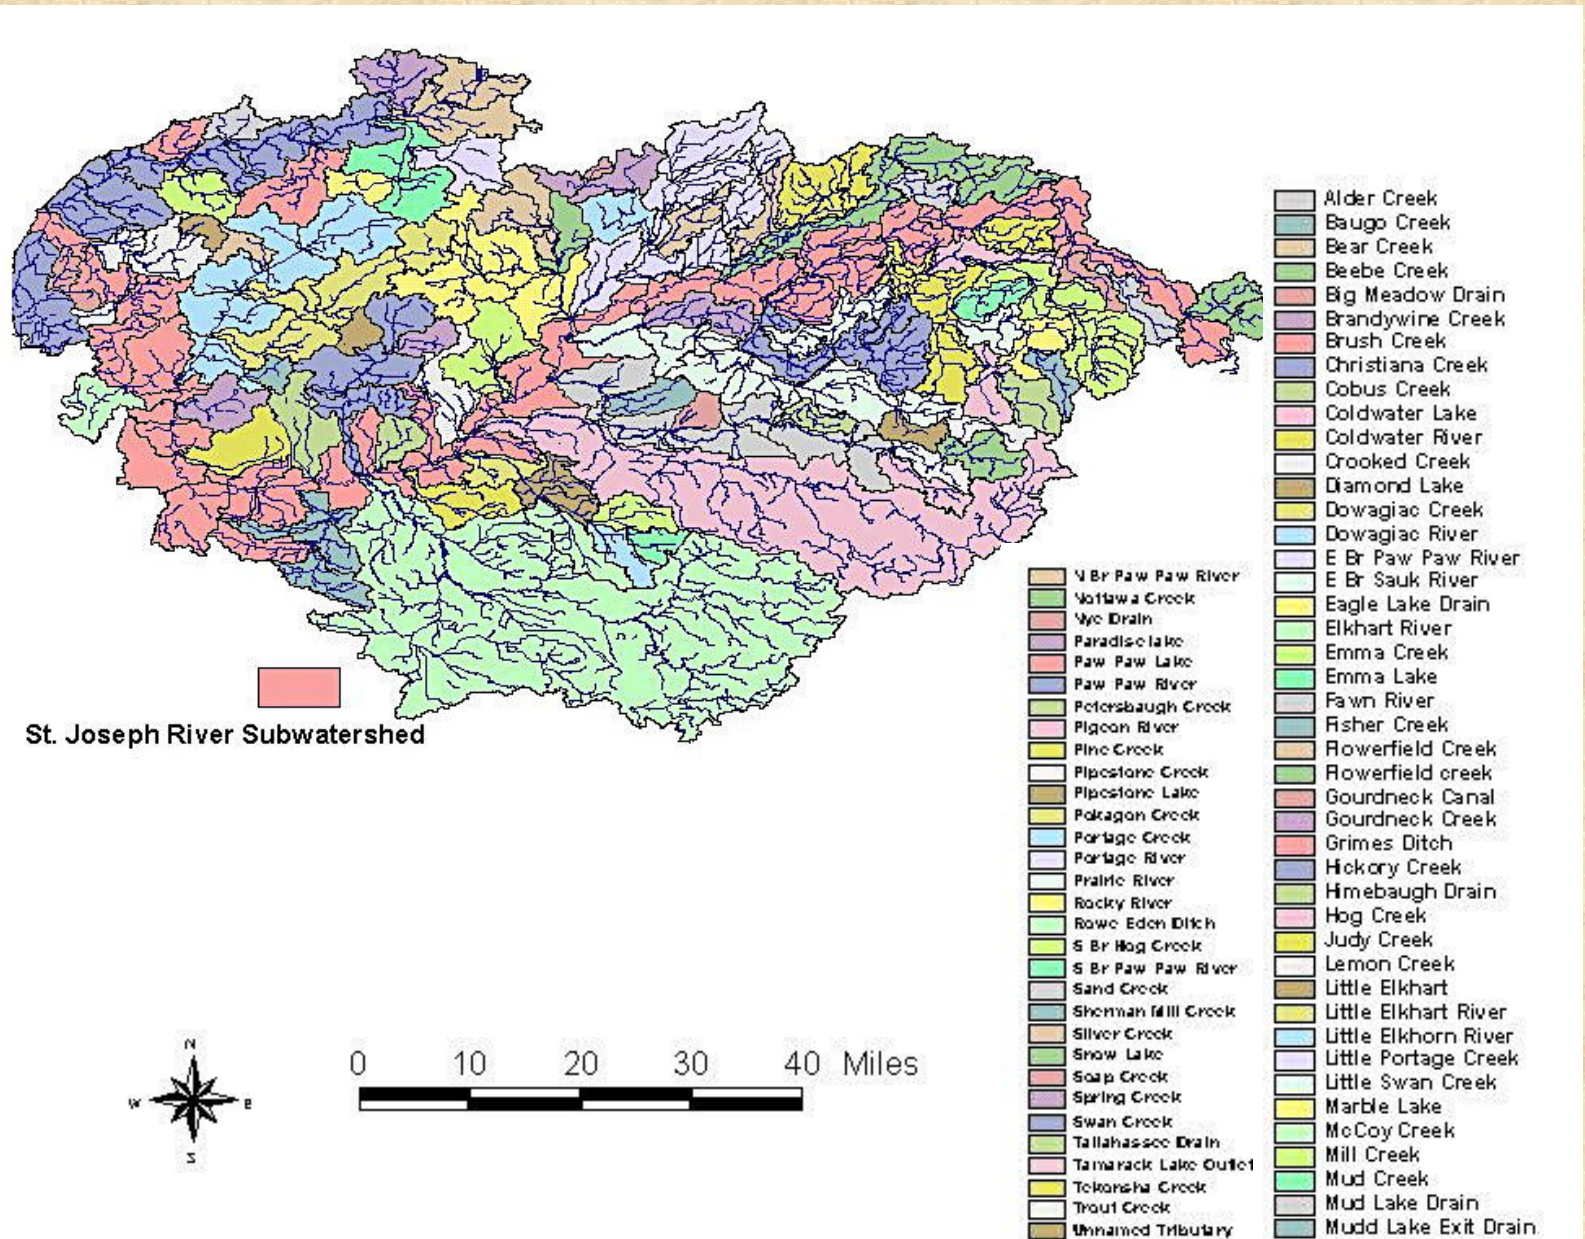 St. Joseph River Subwatershed
N
W
E
S
0 10 20 30 40 Miles
N Br Paw Paw River
Nottawa Creek
Nye Drain
Paradise lake
Paw Paw Lake
Paw Paw River
Petersbaugh Creek
Pigeon River
Pine Creek
Pipestone Creek
Pipestone Lake
Pokagon Creek
Portage Creek
Portage River
Prairie River
Rocky River
Rowe Eden Ditch
S Br Hog Creek
S Br Paw Paw River
Sand Creek
Sherman Mill Creek
Silver Creek
Snow Lake
Soap Creek
Spring Creek
Swan Creek
Tallahassee Drain
Tamarack Lake Outlet
Tekonsha Creek
Trout Creek
Unnamed Tributary
Alder Creek
Baugo Creek
Bear Creek
Beebe Creek
Big Meadow Drain
Brandywine Creek
Brush Creek
Christiana Creek
Cobus Creek
Coldwater Lake
Coldwater River
Crooked Creek
Diamond Lake
Dowagiac Creek
Dowagiac River
E Br Paw Paw River
E Br Sauk River
Eagle Lake Drain
Elkhart River
Emma Creek
Emma Lake
Fawn River
Fisher Creek
Flowerfield Creek
Flowerfield creek
Gourdneck Canal
Gourdneck Creek
Grimes Ditch
Hickory Creek
Himebaugh Drain
Hog Creek
Judy Creek
Lemon Creek
Little Elkhart
Little Elkhart River
Little Elkhorn River
Little Portage Creek
Little Swan Creek
Marble Lake
McCoy Creek
Mill Creek
Mud Creek
Mud Lake Drain
Mudd Lake Exit Drain